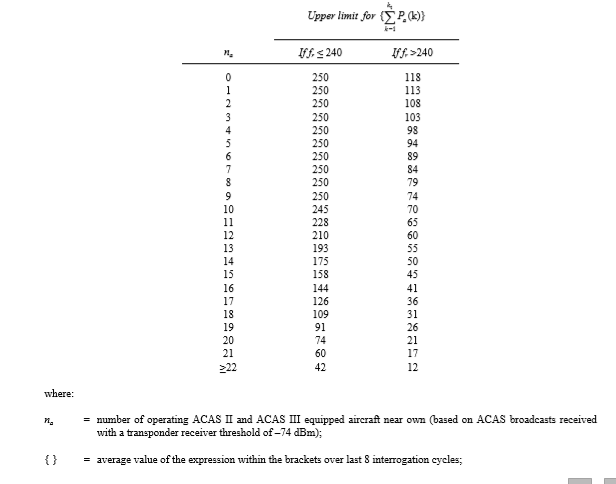 Upper limit for {∑ₖ₌₁^{kₜ} Pₐ(k)}
nₐ If fᵣ ≤ 240 If fᵣ >240
0 250 118
1 250 113
2 250 108
3 250 103
4 250 98
5 250 94
6 250 89
7 250 84
8 250 79
9 250 74
10 245 70
11 228 65
12 210 60
13 193 55
14 175 50
15 158 45
16 144 41
17 126 36
18 109 31
19 91 26
20 74 21
21 60 17
≥22 42 12
where:
nₐ = number of operating ACAS II and ACAS III equipped aircraft near own (based on ACAS broadcasts received
with a transponder receiver threshold of –74 dBm);
{ } = average value of the expression within the brackets over last 8 interrogation cycles;